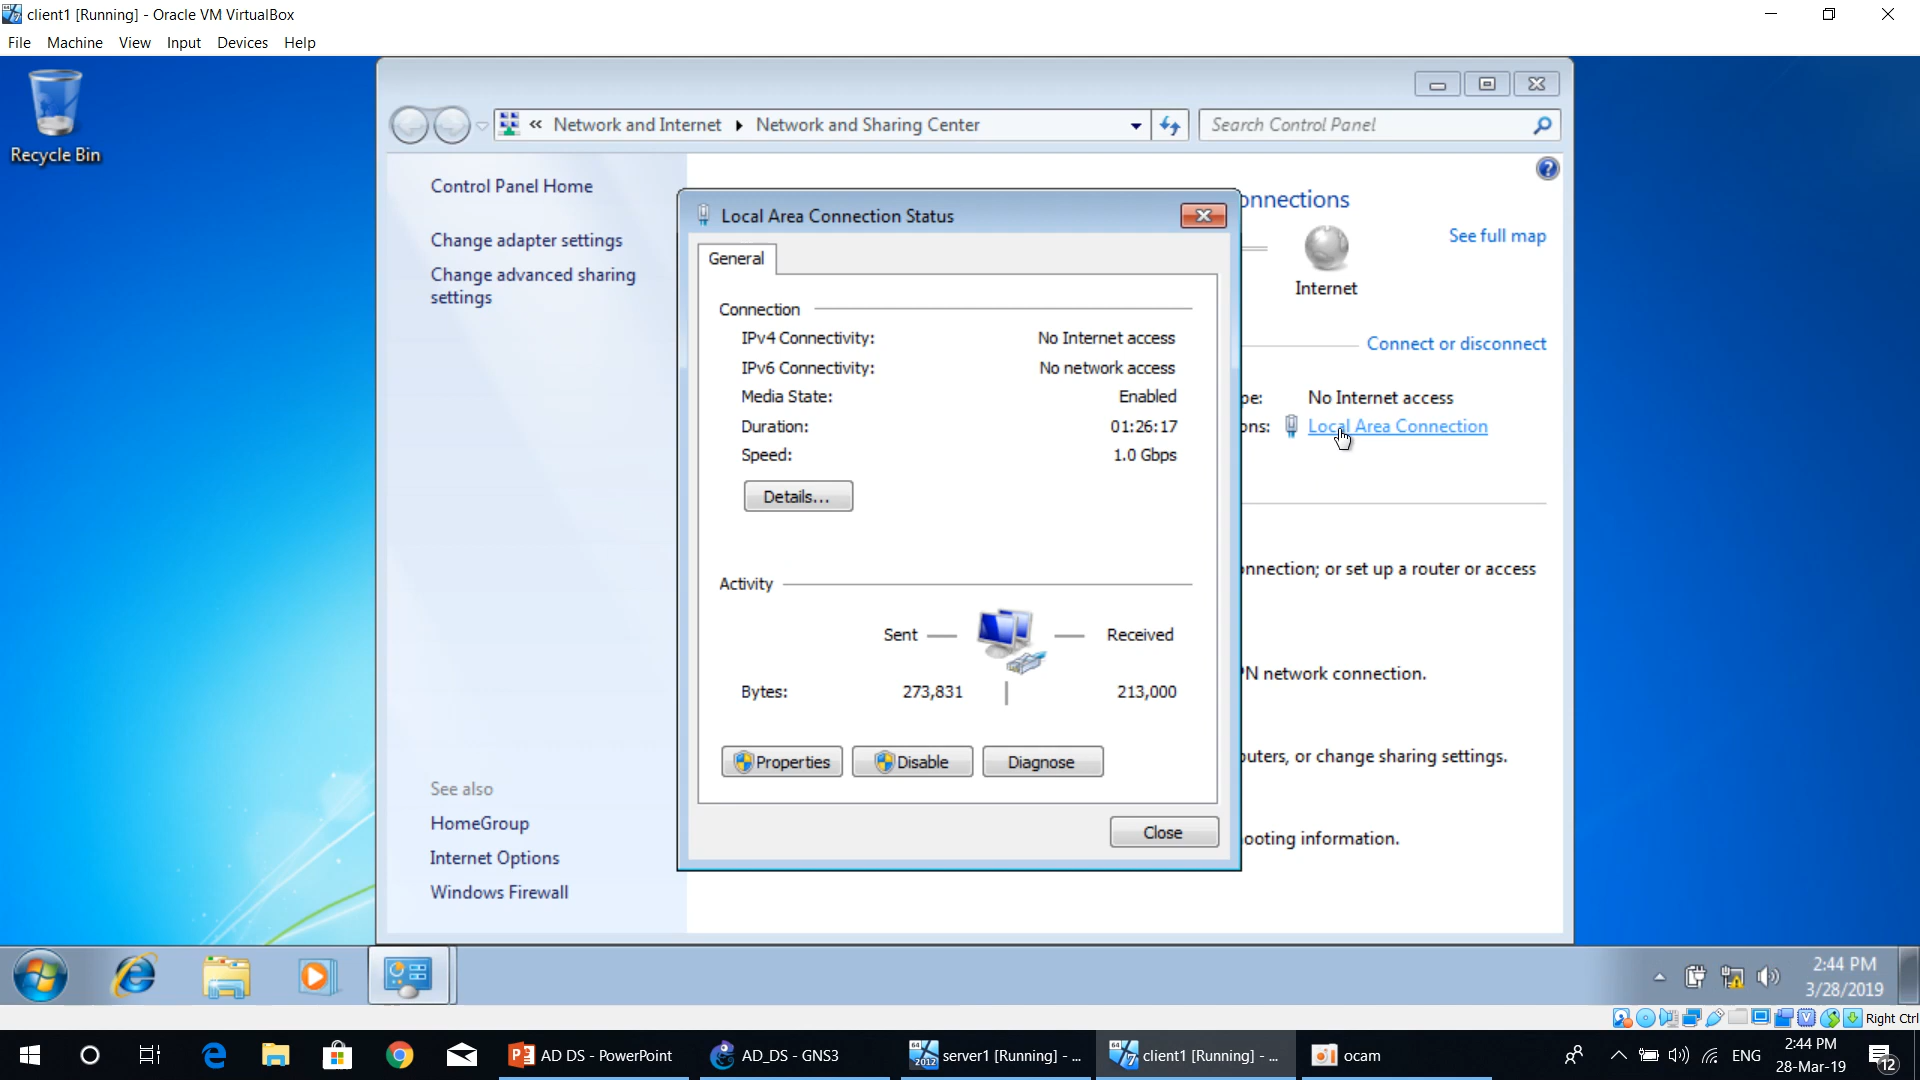 client1 [Running] - Oracle VM VirtualBox
File Machine View Input Devices Help
Recycle Bin
« Network and Internet Network and Sharing Center
Search Control Panel
Control Panel Home
Change adapter settings
Change advanced sharing
settings
See also
HomeGroup
Internet Options
Windows Firewall
Local Area Connection Status
General
Connection
IPv4 Connectivity: No Internet access
IPv6 Connectivity: No network access
Media State: Enabled
Duration: 01:26:17
Speed: 1.0 Gbps
Details...
Activity
Sent Received
Bytes: 273,831 213,000
Properties Disable Diagnose
Close
onnections
See full map
Internet
Connect or disconnect
pe: No Internet access
ons: Local Area Connection
onnection; or set up a router or access
PN network connection.
puters, or change sharing settings.
ooting information.
2:44 PM
3/28/2019
Right Ctrl
AD DS - PowerPoint
AD_DS - GNS3
server1 [Running] - ...
client1 [Running] - ...
ocam
ENG
2:44 PM
28-Mar-19
12